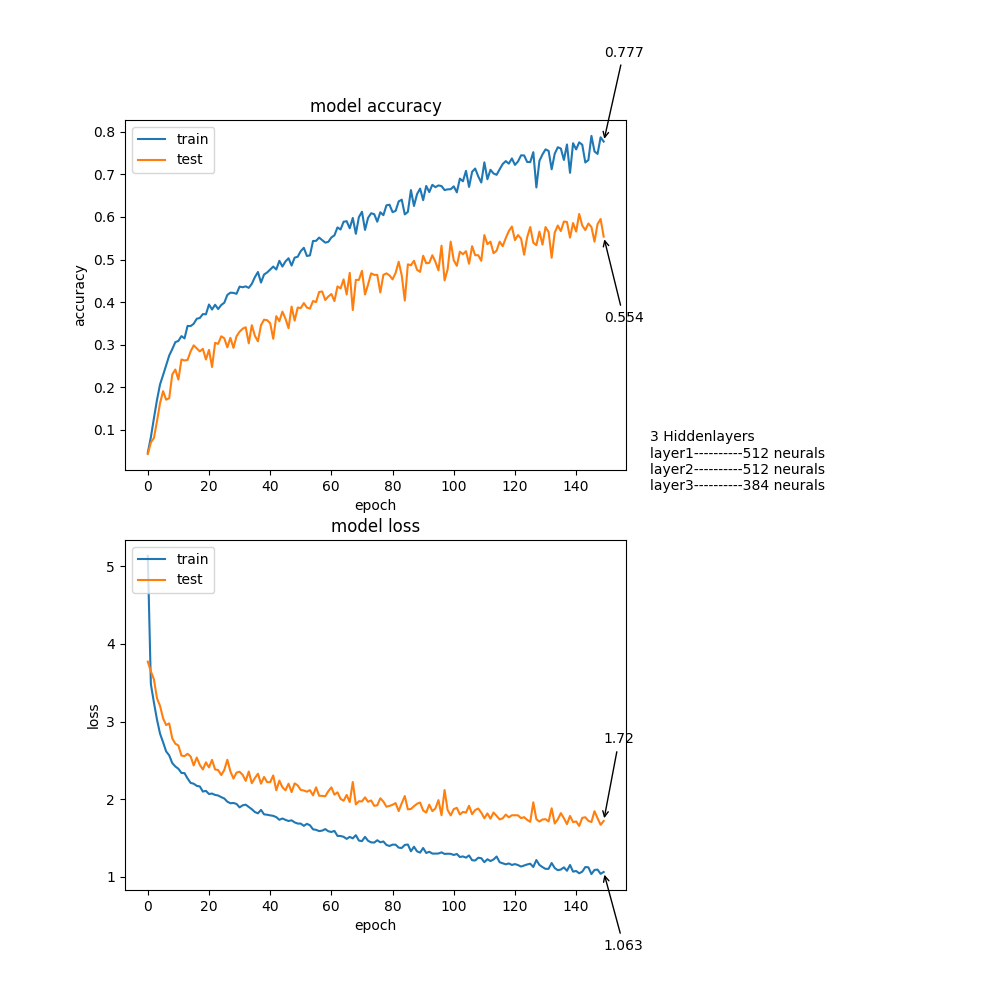 0.777
model accuracy
train
test
0.8
0.7
0.6
0.5
0.4
0.3
0.2
0.1
accuracy
0.554
0 20 40 60 80 100 120 140
epoch
3 Hiddenlayers
layer1----------512 neurals
layer2----------512 neurals
layer3----------384 neurals
model loss
train
test
5
4
3
2
1
loss
1.72
0 20 40 60 80 100 120 140
epoch
1.063